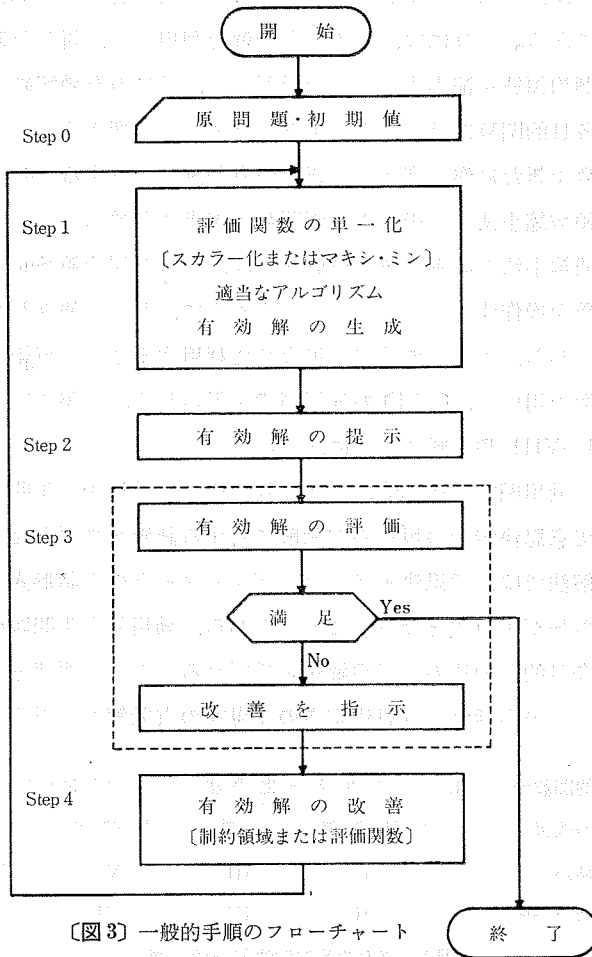 開始
Step 0
原問題・初期値
Step 1
評価関数の単一化
〔スカラー化またはマキシ・ミン〕
適当なアルゴリズム
有効解の生成
Step 2
有効解の提示
Step 3
有効解の評価
満足
Yes
No
改善を指示
Step 4
有効解の改善
〔制約領域または評価関数〕
〔図3〕一般的手順のフローチャート
終了